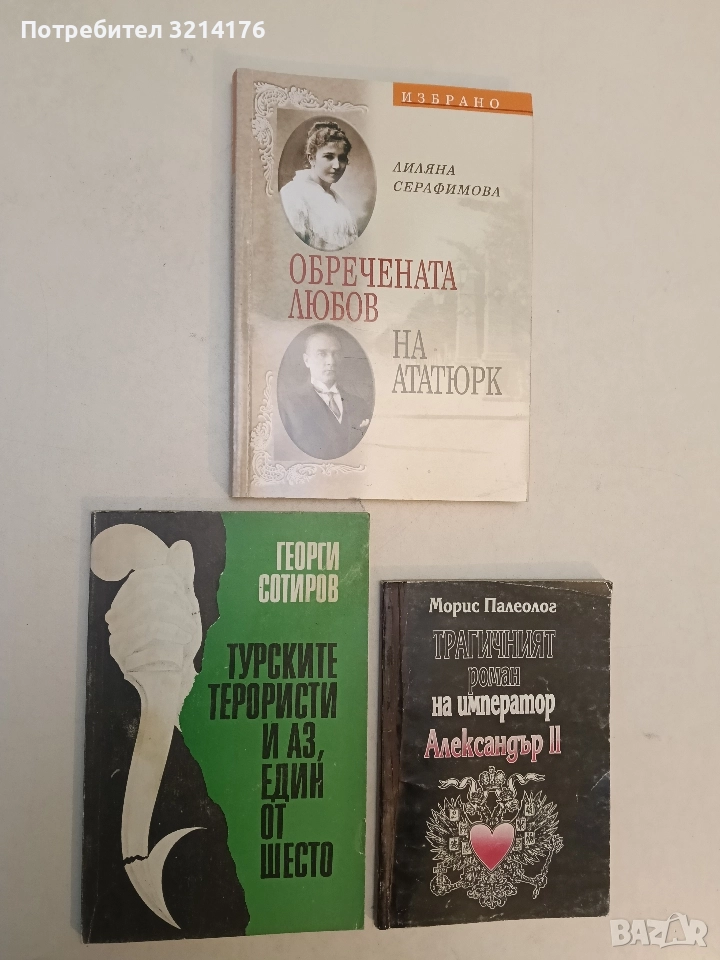 Потребител 3214176
ИЗБРАНО
ЛИЛЯНА
СЕРАФИМОВА
ОБРЕЧЕНАТА
ЛЮБОВ
НА
АТАТЮРК
ГЕОРГИ
СОТИРОВ
ТУРСКИТЕ
ТЕРОРИСТИ
И АЗ,
ЕДИН
ОТ
ШЕСТО
Морис Палеолог
ТРАГИЧНИЯТ
роман
на император
Александър II
BAZAR